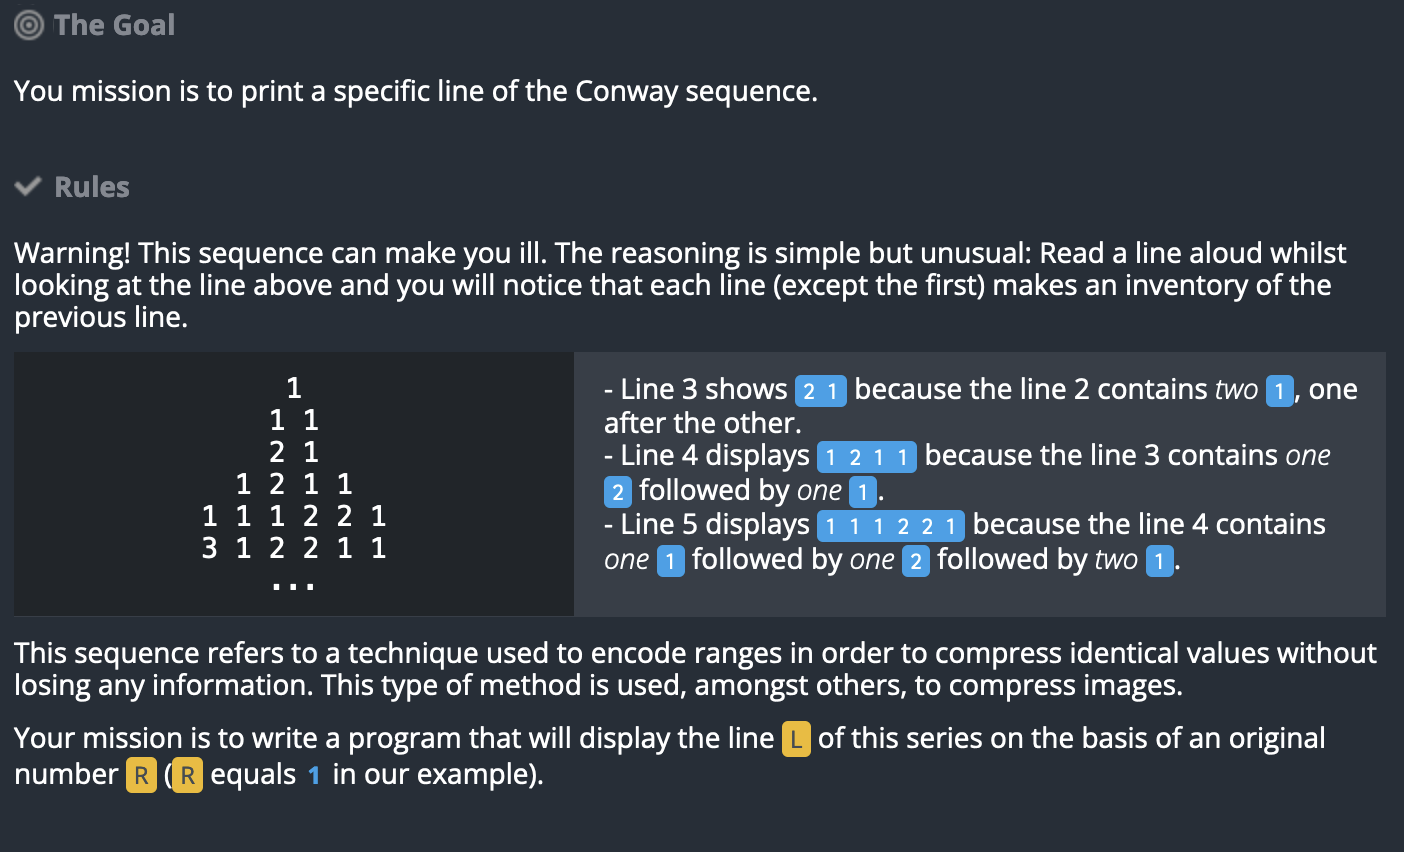 The Goal
You mission is to print a specific line of the Conway sequence.
Rules
Warning! This sequence can make you ill. The reasoning is simple but unusual: Read a line aloud whilst
looking at the line above and you will notice that each line (except the first) makes an inventory of the
previous line.
1
1 1
2 1
1 2 1 1
1 1 1 2 2 1
3 1 2 2 1 1
...
- Line 3 shows 2 1 because the line 2 contains two 1, one
after the other.
- Line 4 displays 1 2 1 1 because the line 3 contains one
2 followed by one 1.
- Line 5 displays 1 1 1 2 2 1 because the line 4 contains
one 1 followed by one 2 followed by two 1.
This sequence refers to a technique used to encode ranges in order to compress identical values without
losing any information. This type of method is used, amongst others, to compress images.
Your mission is to write a program that will display the line L of this series on the basis of an original
number R (R equals 1 in our example).